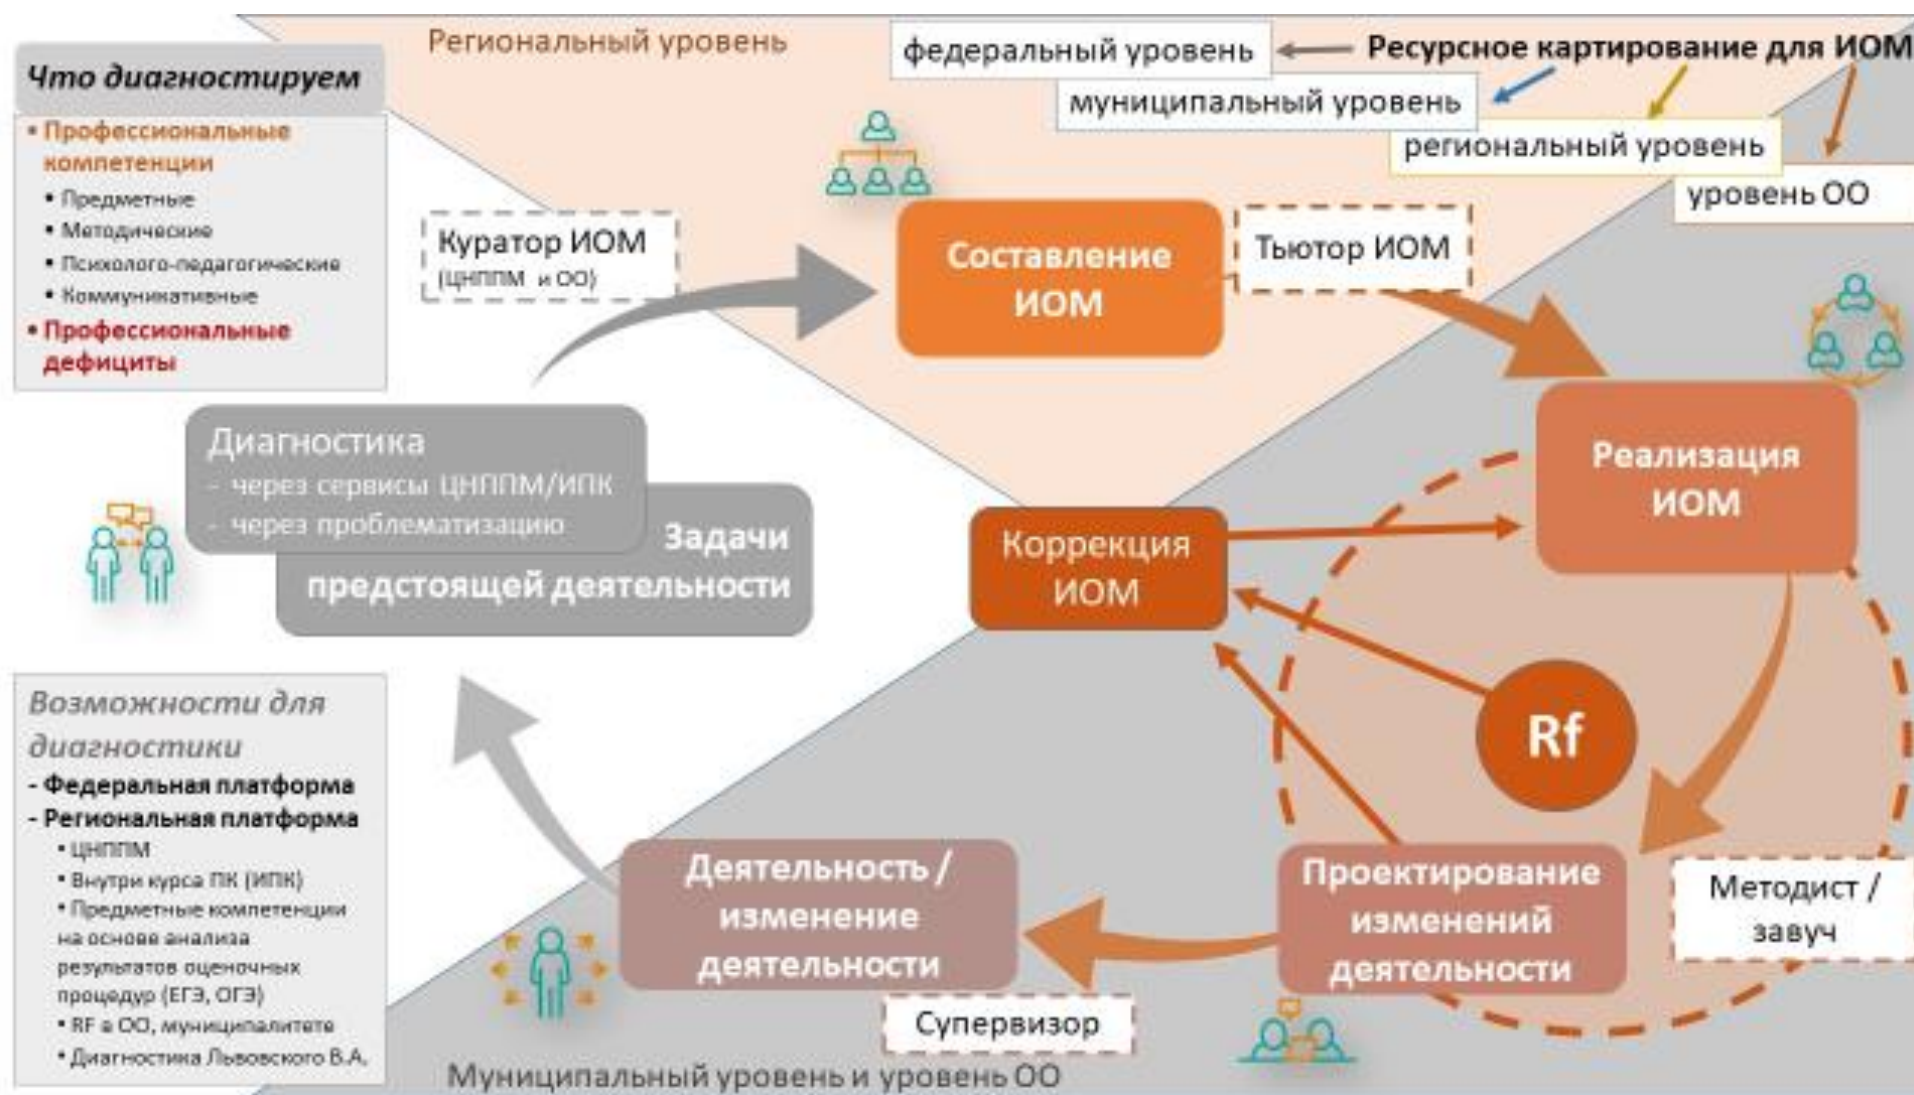 Региональный уровень
федеральный уровень
Ресурсное картирование для ИОМ
муниципальный уровень
региональный уровень
уровень ОО
Что диагностируем
• Профессиональные
компетенции
• Предметные
• Методические
• Психолого-педагогические
• Коммуникативные
• Профессиональные
дефициты
Куратор ИОМ
(ЦНППМ и ОО)
Составление
ИОМ
Тьютор ИОМ
Диагностика
- через сервисы ЦНППМ/ИПК
- через проблематизацию
Задачи
предстоящей деятельности
Коррекция
ИОМ
Реализация
ИОМ
Rf
Возможности для
диагностики
- Федеральная платформа
- Региональная платформа
• ЦНППМ
• Внутри курса ПК (ИПК)
• Предметные компетенции
на основе анализа
результатов оценочных
процедур (ЕГЭ, ОГЭ)
• RF в ОО, муниципалитете
• Диагностика Львовского В.А.
Деятельность /
изменение
деятельности
Супервизор
Проектирование
изменений
деятельности
Методист /
завуч
Муниципальный уровень и уровень ОО